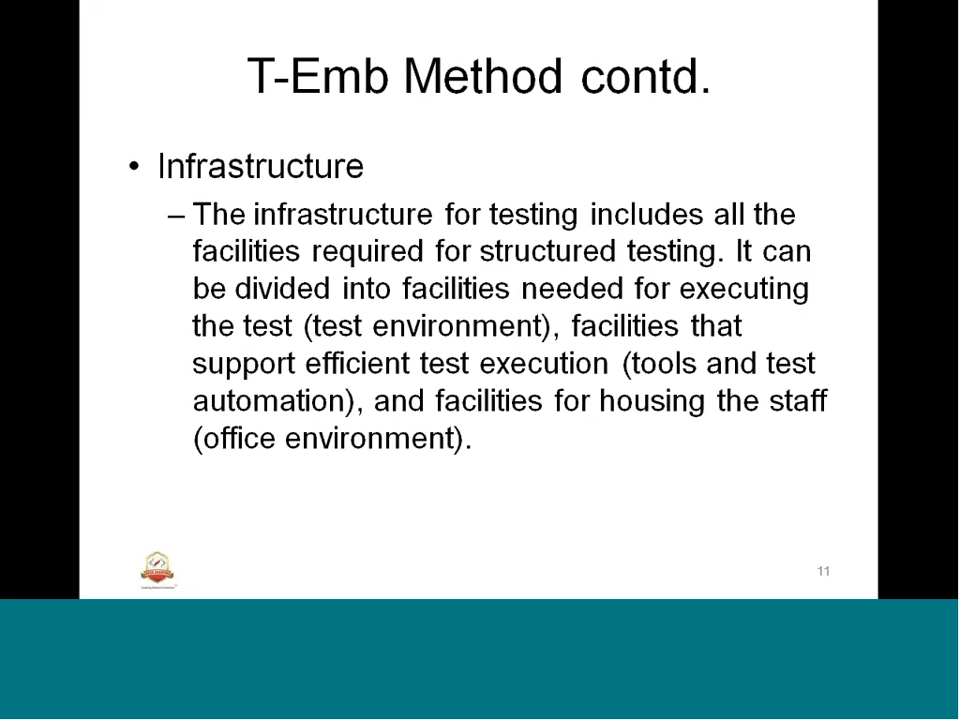 T-Emb Method contd.
• Infrastructure
– The infrastructure for testing includes all the
facilities required for structured testing. It can
be divided into facilities needed for executing
the test (test environment), facilities that
support efficient test execution (tools and test
automation), and facilities for housing the staff
(office environment).
11